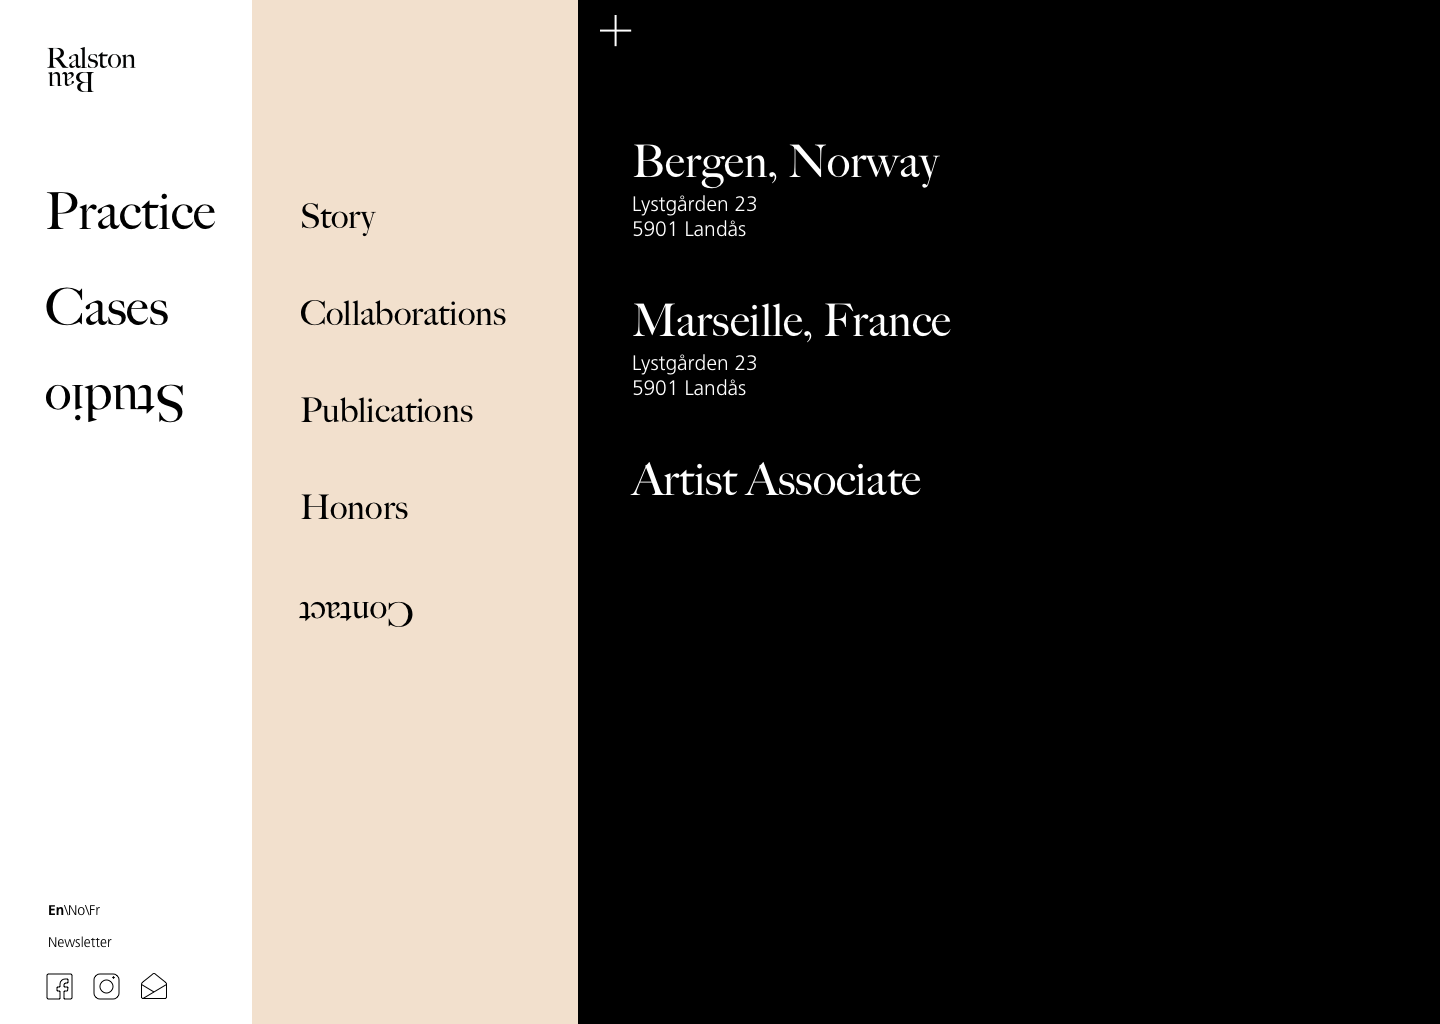 Ralston
Bau
Practice
Cases
Studio
En\No\Fr
Newsletter
Story
Collaborations
Publications
Honors
Contact
Bergen, Norway
Lystgården 23
5901 Landås
Marseille, France
Lystgården 23
5901 Landås
Artist Associate